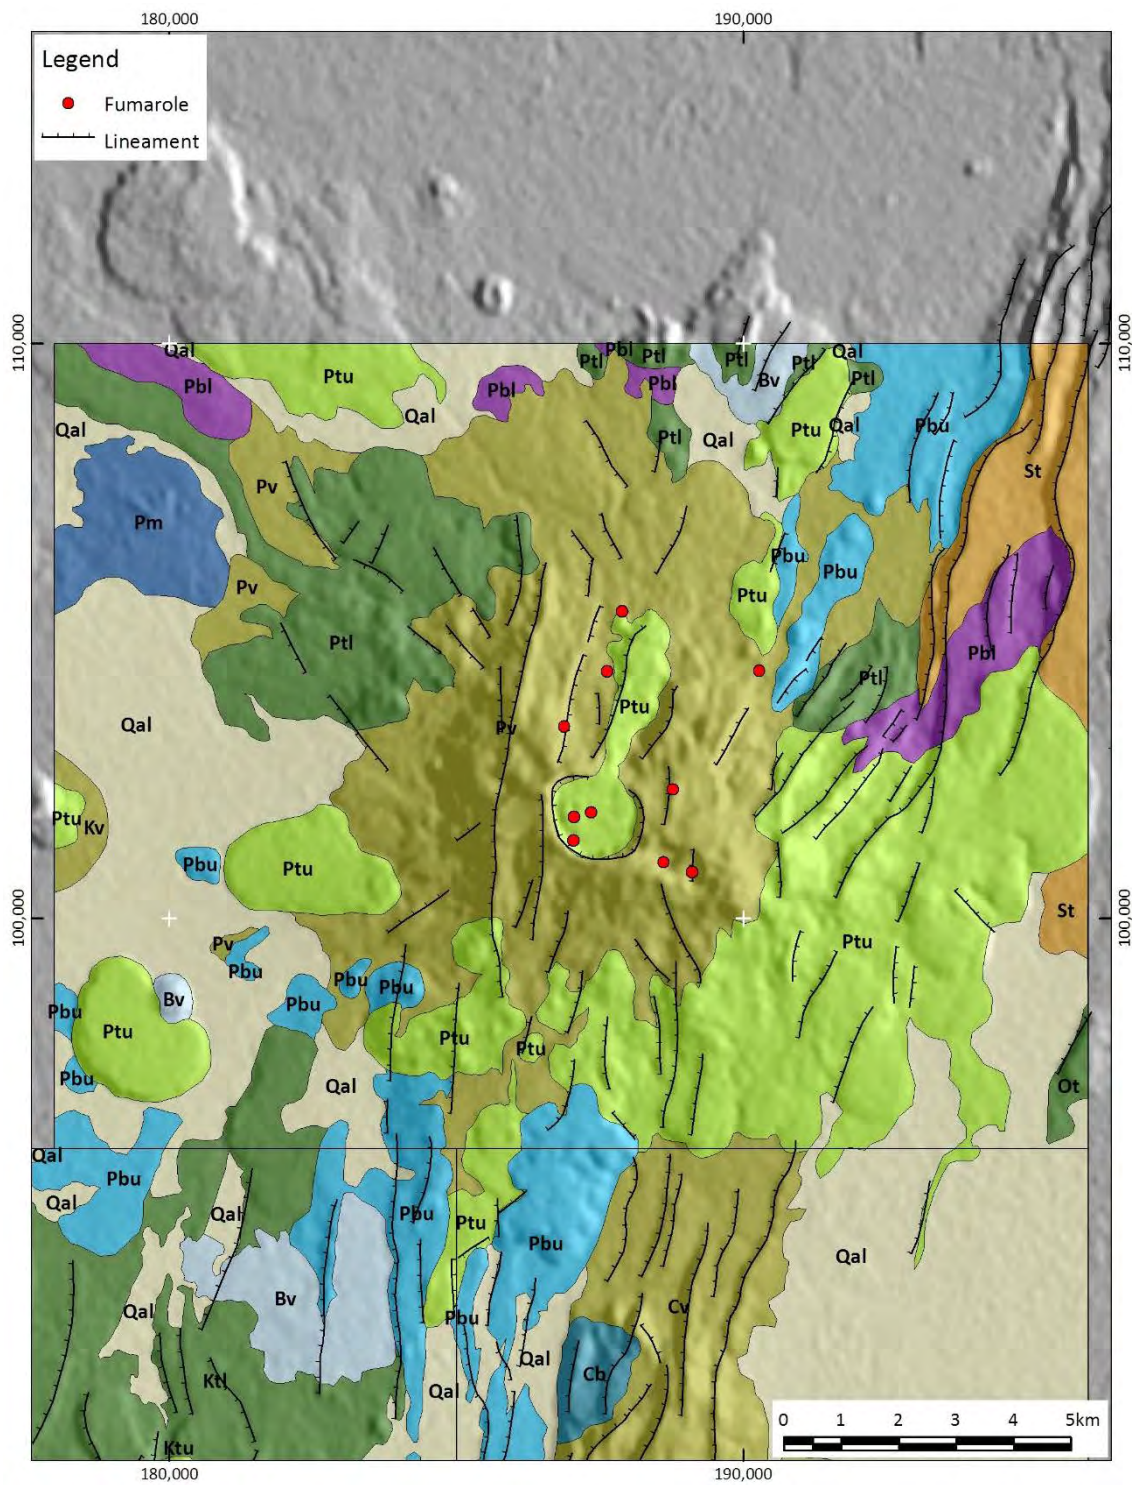 180,000
190,000
Legend
Fumarole
Lineament
110,000
110,000
Qal
Ptu
Pbl
Ptl
Pbl
Ptl
Ptl
Ptl
Qal
Pbl
Pbl
Bv
Ptl
Qal
Qal
Ptl
Qal
Ptu
Qal
Pbu
Pv
St
Pm
Pbu
Pbu
Pv
Ptu
Ptl
Pbl
Ptl
Qal
Ptu
Pv
Ptu
Kv
Pbu
Ptu
100,000
100,000
St
Pv
Ptu
Pbu
Pbu
Pbu
Pbu
Pbu
Bv
Ptu
Ptu
Ptu
Pbu
Qal
Ot
Qal
Pbu
Qal
Qal
Pbu
Ptu
Pbu
Qal
Qal
Bv
Pbu
Cv
Qal
Ktl
Qal
Cb
Qal
Ktu
0 1 2 3 4 5km
180,000
190,000